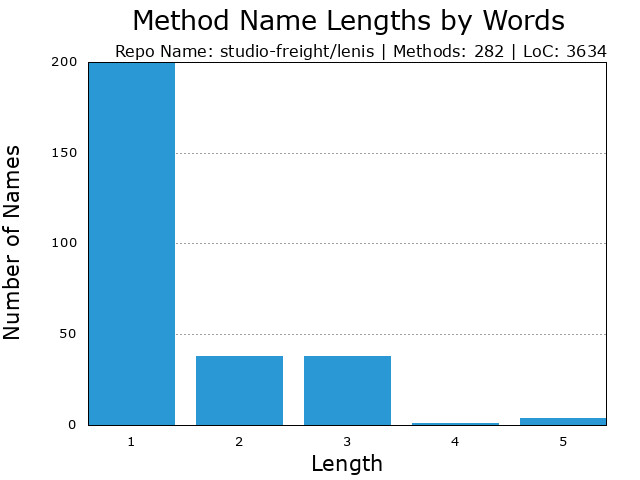 Method Name Lengths by Words
Repo Name: studio-freight/lenis | Methods: 282 | LoC: 3634
Number of Names
200
150
100
50
0
1 2 3 4 5
Length